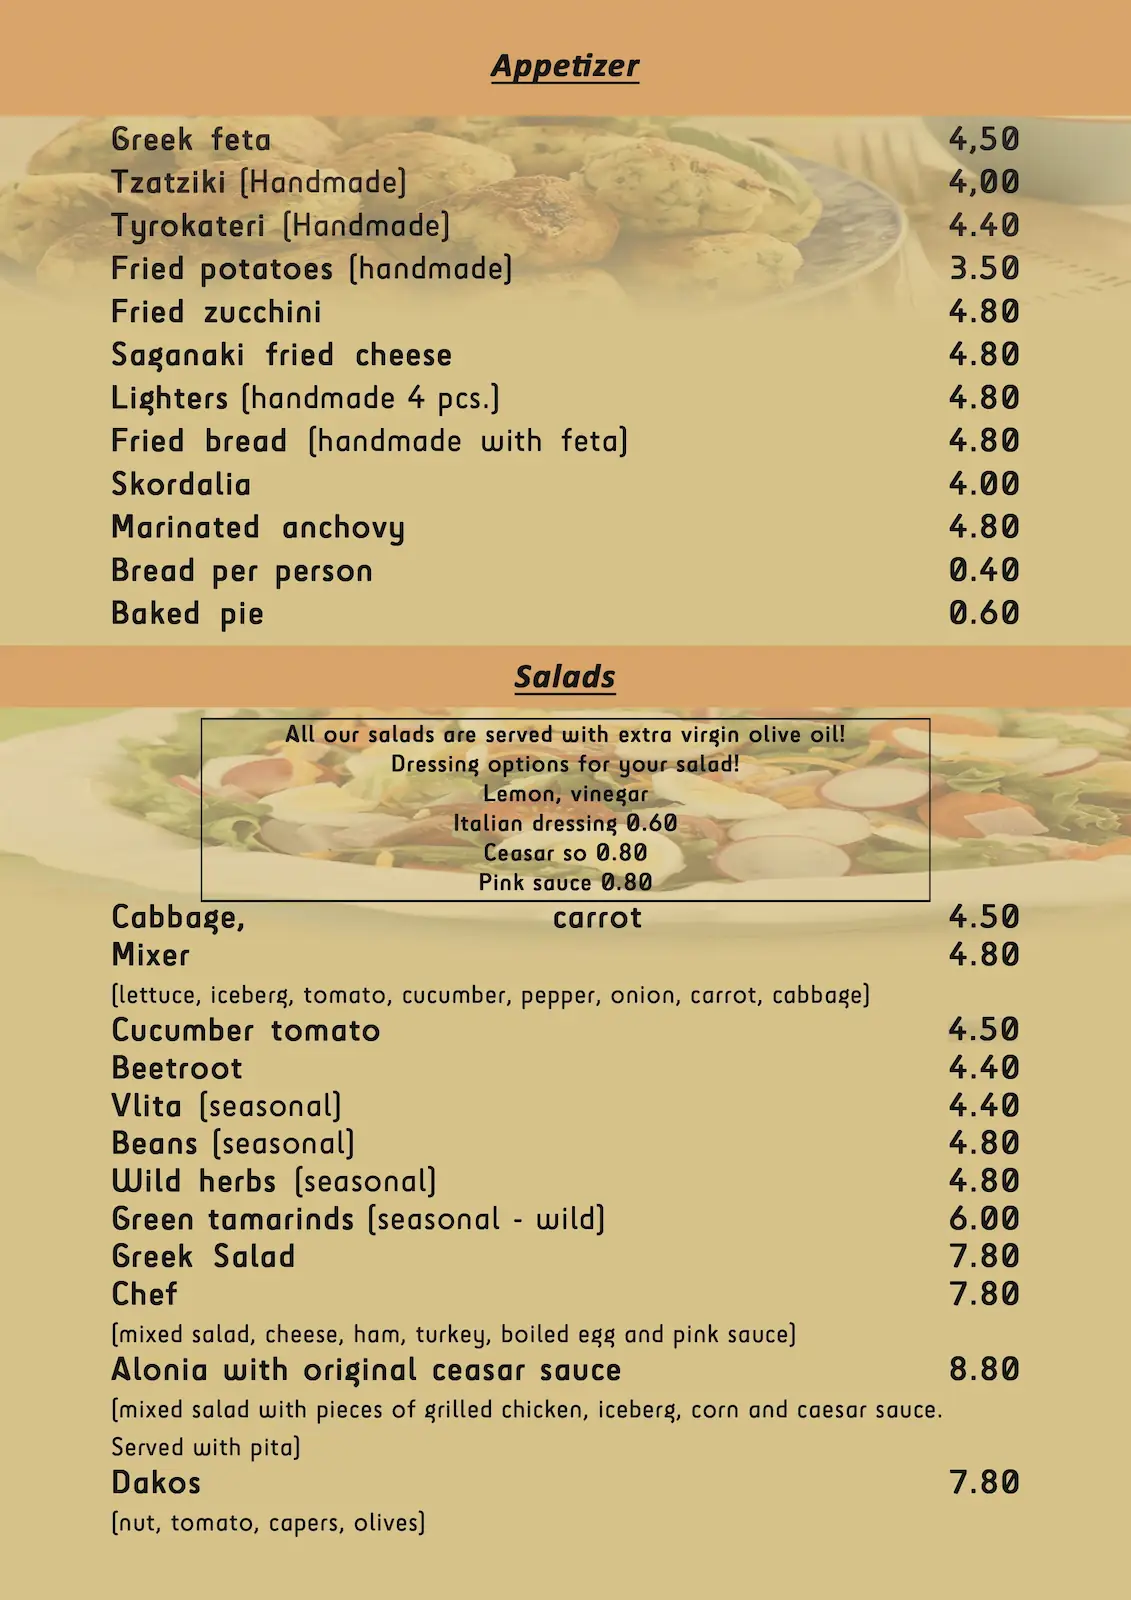 Appetizer
Greek feta 4,50
Tzatziki (Handmade) 4,00
Tyrokateri (Handmade) 4.40
Fried potatoes (handmade) 3.50
Fried zucchini 4.80
Saganaki fried cheese 4.80
Lighters (handmade 4 pcs.) 4.80
Fried bread (handmade with feta) 4.80
Skordalia 4.00
Marinated anchovy 4.80
Bread per person 0.40
Baked pie 0.60
Salads
All our salads are served with extra virgin olive oil!
Dressing options for your salad!
Lemon, vinegar
Italian dressing 0.60
Ceasar so 0.80
Pink sauce 0.80
Cabbage, carrot 4.50
Mixer 4.80
(lettuce, iceberg, tomato, cucumber, pepper, onion, carrot, cabbage)
Cucumber tomato 4.50
Beetroot 4.40
Vlita (seasonal) 4.40
Beans (seasonal) 4.80
Wild herbs (seasonal) 4.80
Green tamarinds (seasonal - wild) 6.00
Greek Salad 7.80
Chef 7.80
(mixed salad, cheese, ham, turkey, boiled egg and pink sauce)
Alonia with original ceasar sauce 8.80
(mixed salad with pieces of grilled chicken, iceberg, corn and caesar sauce.
Served with pita)
Dakos 7.80
(nut, tomato, capers, olives)